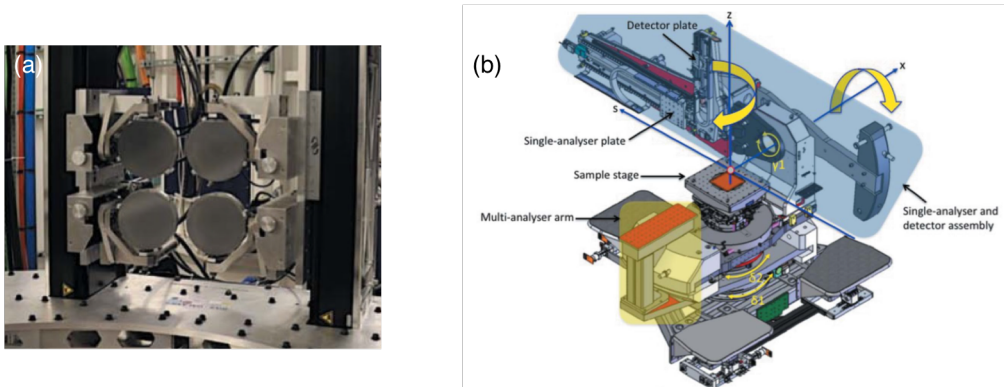 (a)
(b)
z
Detector plate
x
s
Single-analyser plate
γ1
Sample stage
Multi-analyser arm
Single-analyser and
detector assembly
δ2
δ1